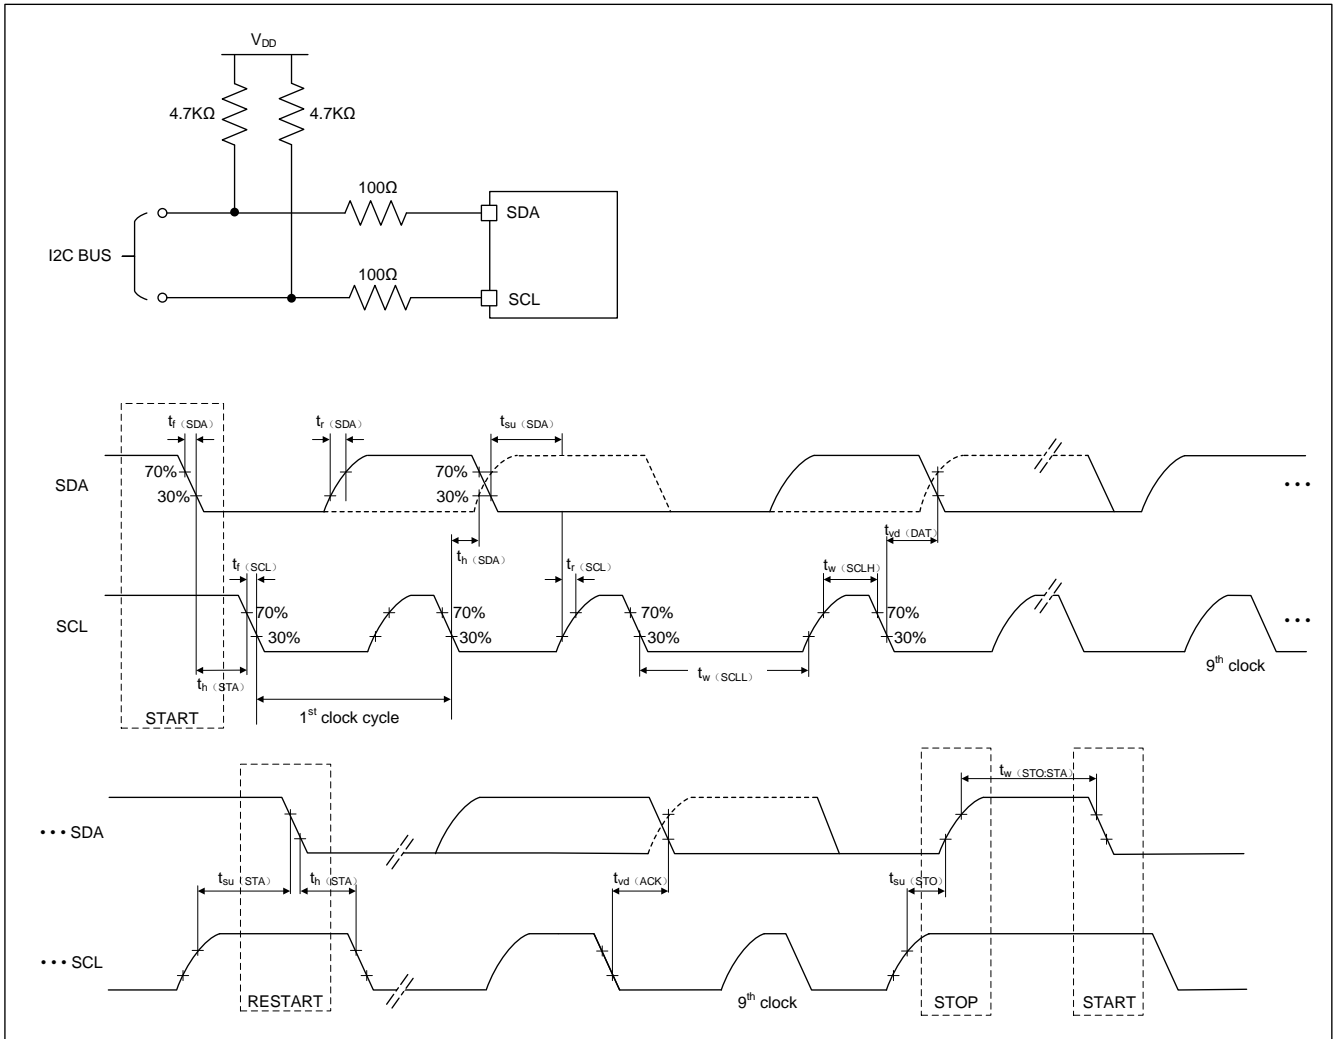 VDD
4.7KΩ 4.7KΩ
100Ω
SDA
I2C BUS
100Ω
SCL
tf（SDA） tr（SDA） tsu（SDA）
70% 70%
SDA
30% 30%
•••
tvd（DAT）
th（SDA）
tf（SCL） tr（SCL） tw（SCLH）
70% 70% 70% 70%
SCL
•••
30% 30% 30% 30%
9th clock
tw（SCLL）
th（STA）
START
1st clock cycle
tw（STO:STA）
•••SDA
tsu（STA） th（STA） tvd（ACK） tsu（STO）
•••SCL
RESTART
9th clock
STOP
START